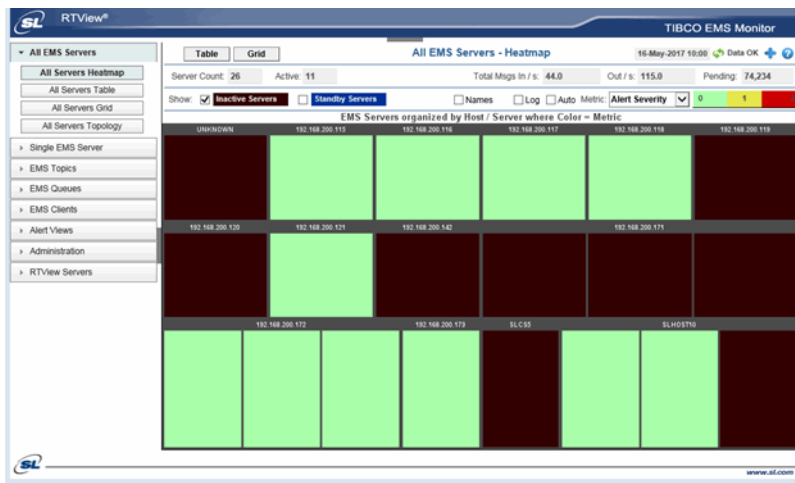 SL RTView®
TIBCO EMS Monitor
All EMS Servers
All Servers Heatmap
All Servers Table
All Servers Grid
All Servers Topology
Single EMS Server
EMS Topics
EMS Queues
EMS Clients
Alert Views
Administration
RTView Servers
Table Grid All EMS Servers - Heatmap 16-May-2017 10:00 Data OK
Server Count: 26 Active: 11 Total Msgs In / s: 44.0 Out / s: 115.0 Pending: 74,234
Show: Inactive Servers Standby Servers Names Log Auto Metric: Alert Severity 0 1
EMS Servers organized by Host / Server where Color = Metric
UNKNOWN 192.168.200.115 192.168.200.116 192.168.200.117 192.168.200.118 192.168.200.119
192.168.200.120 192.168.200.121 192.168.200.142 192.168.200.171
192.168.200.172 192.168.200.173 SLCS5 SLHOST10
SL
www.sl.com